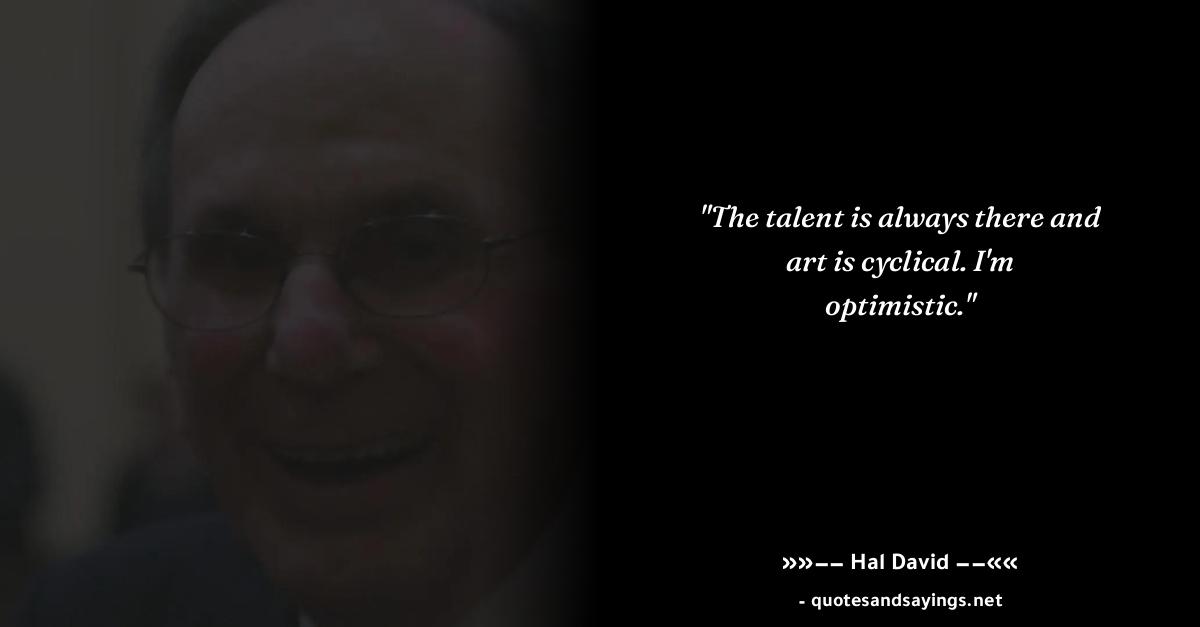 "The talent is always there and
art is cyclical. I'm
optimistic."
»»−− Hal David −−««
- quotesandsayings.net